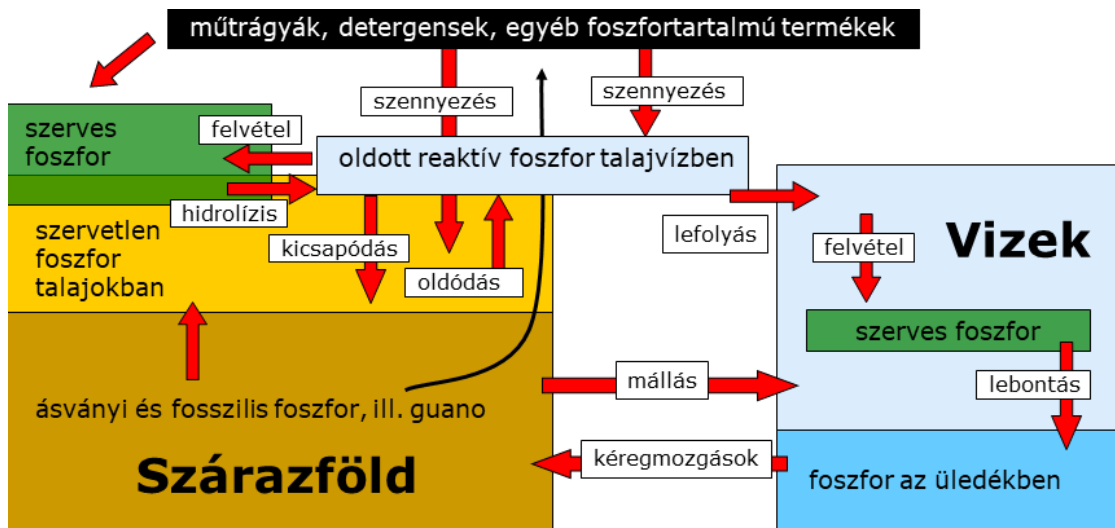 műtrágyák, detergensek, egyéb foszfortartalmú termékek
szennyezés
szennyezés
szerves
foszfor
felvétel
oldott reaktív foszfor talajvízben
hidrolízis
szervetlen
foszfor
talajokban
kicsapódás
oldódás
lefolyás
felvétel
Vizek
szerves foszfor
mállás
lebontás
ásványi és fosszilis foszfor, ill. guano
Szárazföld
kéregmozgások
foszfor az üledékben